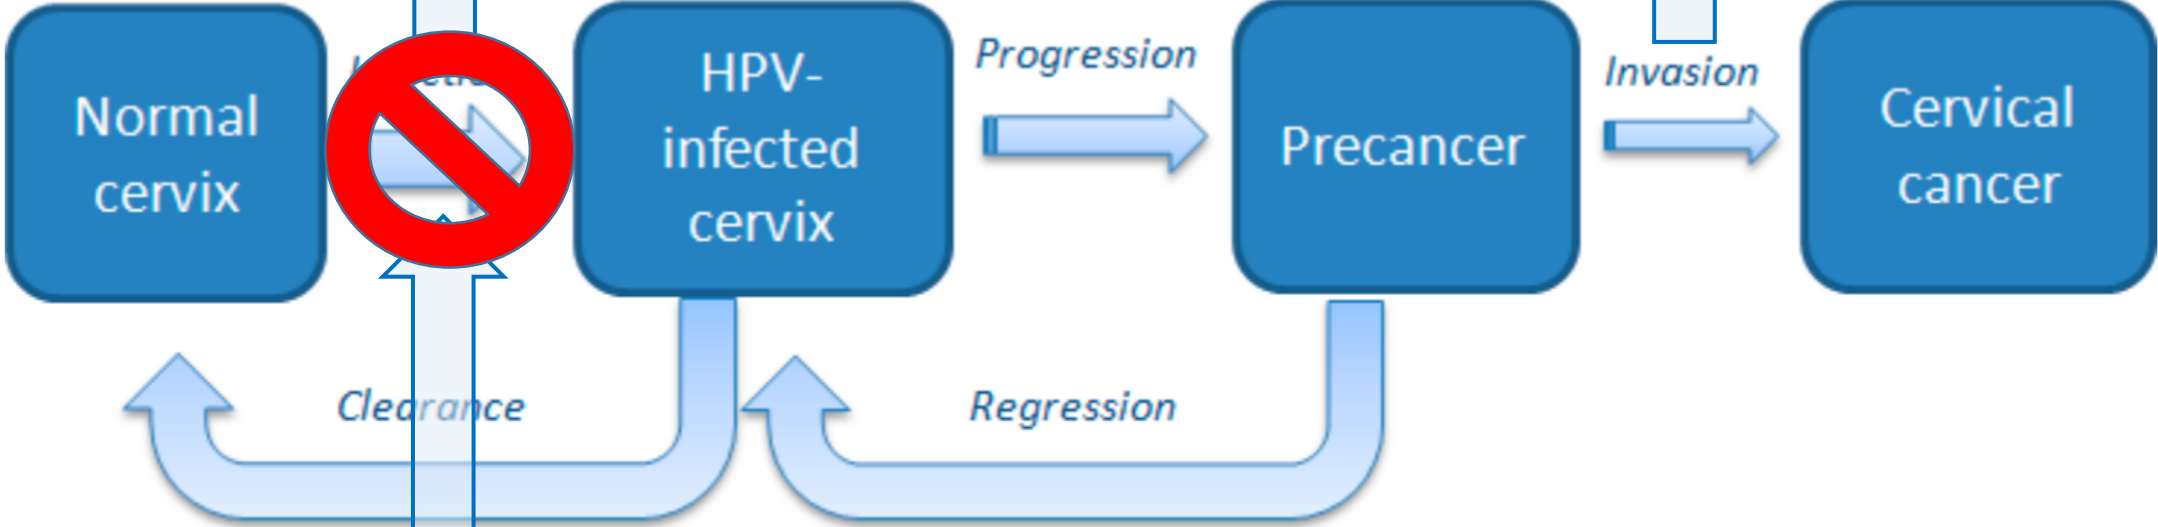 Normal
cervix
HPV-
infected
cervix
Progression
Precancer
Invasion
Cervical
cancer
Clearance
Regression